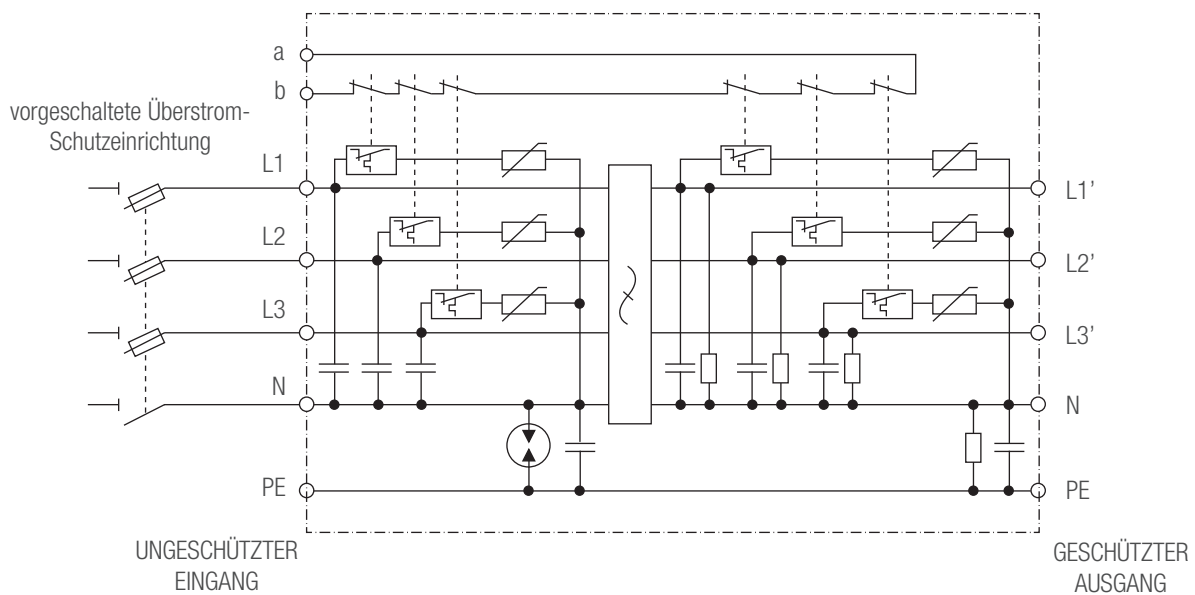 a
b
vorgeschaltete Überstrom-
Schutzeinrichtung
L1
L1’
L2
L2’
L3
L3’
N
N
PE
PE
UNGESCHÜTZTER
EINGANG
GESCHÜTZTER
AUSGANG